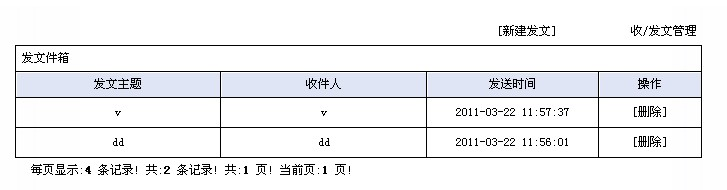 [新建发文] 收/发文管理
发文件箱
发文主题 收件人 发送时间 操作
v v 2011-03-22 11:57:37 [删除]
dd dd 2011-03-22 11:56:01 [删除]
每页显示:4 条记录! 共:2 条记录! 共:1 页! 当前页:1 页!